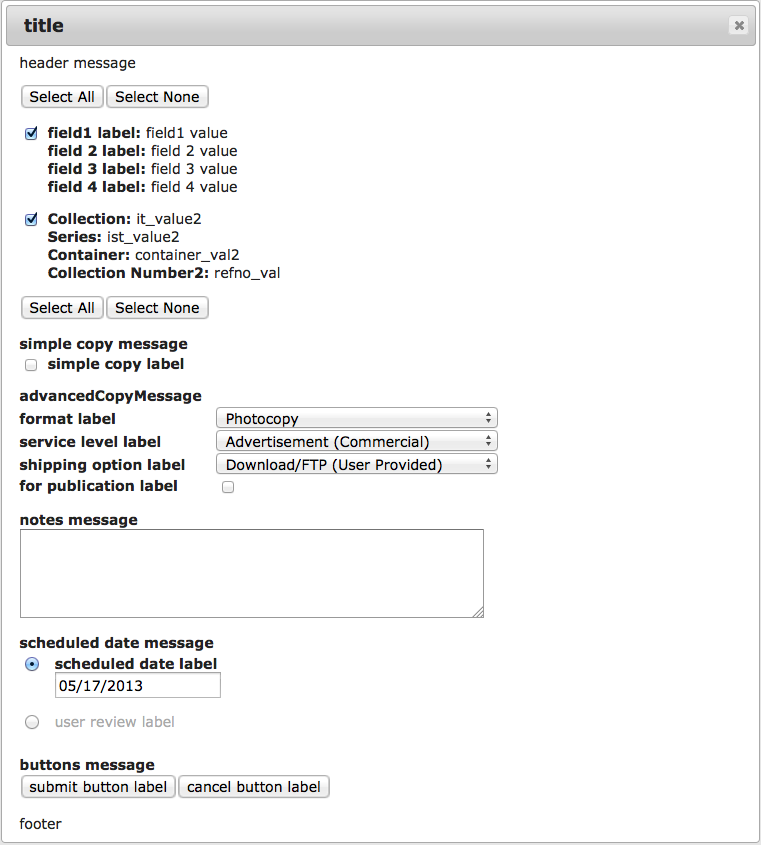 title
header message
Select All Select None
field1 label: field1 value
field 2 label: field 2 value
field 3 label: field 3 value
field 4 label: field 4 value
Collection: it_value2
Series: ist_value2
Container: container_val2
Collection Number2: refno_val
Select All Select None
simple copy message
simple copy label
advancedCopyMessage
format label Photocopy
service level label Advertisement (Commercial)
shipping option label Download/FTP (User Provided)
for publication label
notes message
scheduled date message
scheduled date label
05/17/2013
user review label
buttons message
submit button label cancel button label
footer